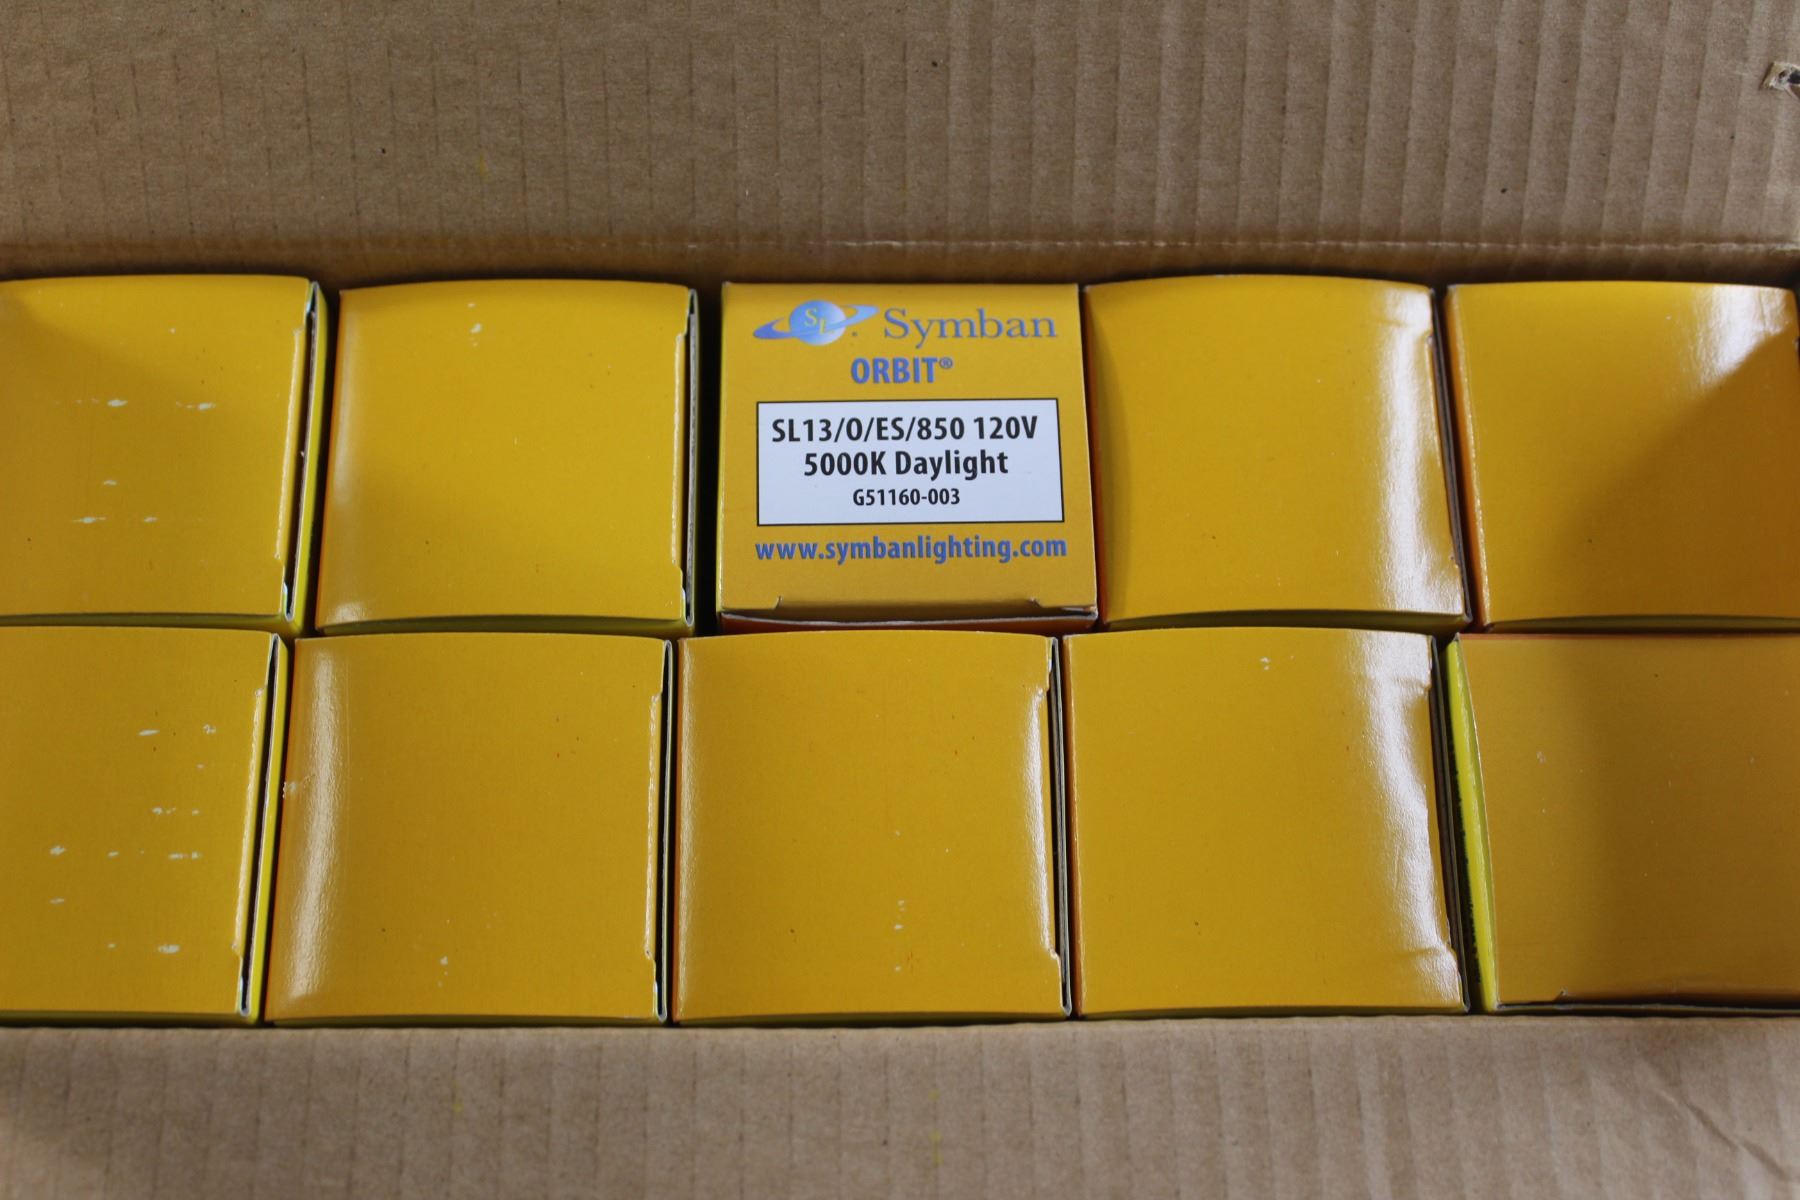 SL® Symban
ORBIT®
SL13/O/ES/850 120V
5000K Daylight
G51160-003
www.symbanlighting.com